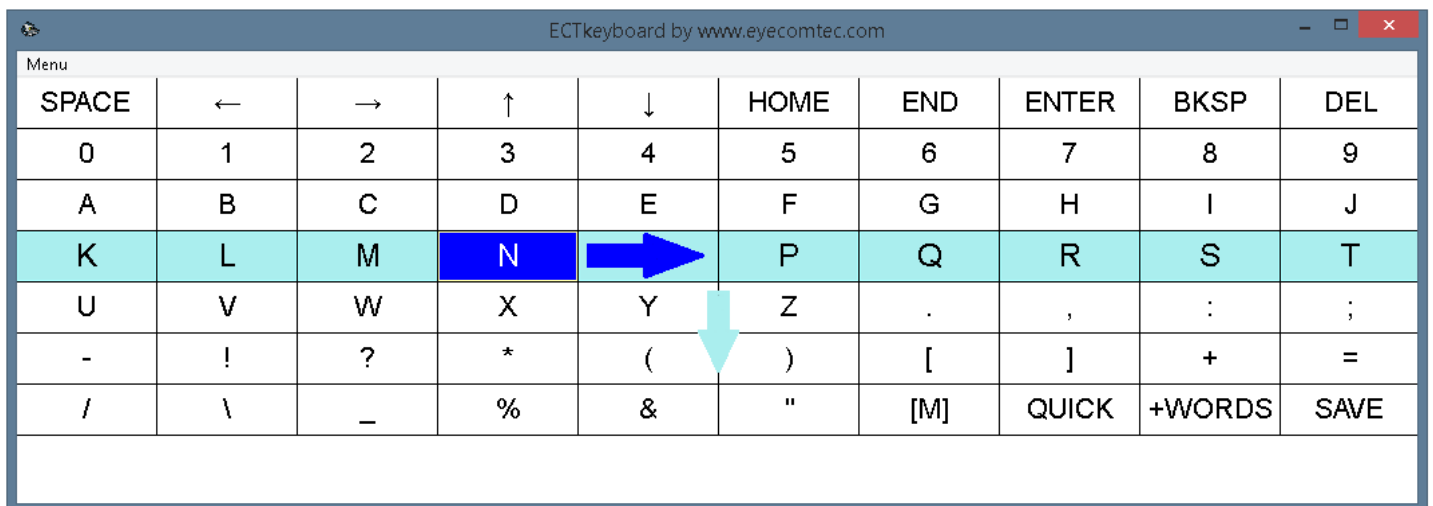 ECTkeyboard by www.eyecomtec.com
Menu
SPACE ← → ↑ ↓ HOME END ENTER BKSP DEL
0 1 2 3 4 5 6 7 8 9
A B C D E F G H I J
K L M N P Q R S T
U V W X Y Z . , : ;
- ! ? * ( ) [ ] + =
/ \ _ % & " [M] QUICK +WORDS SAVE